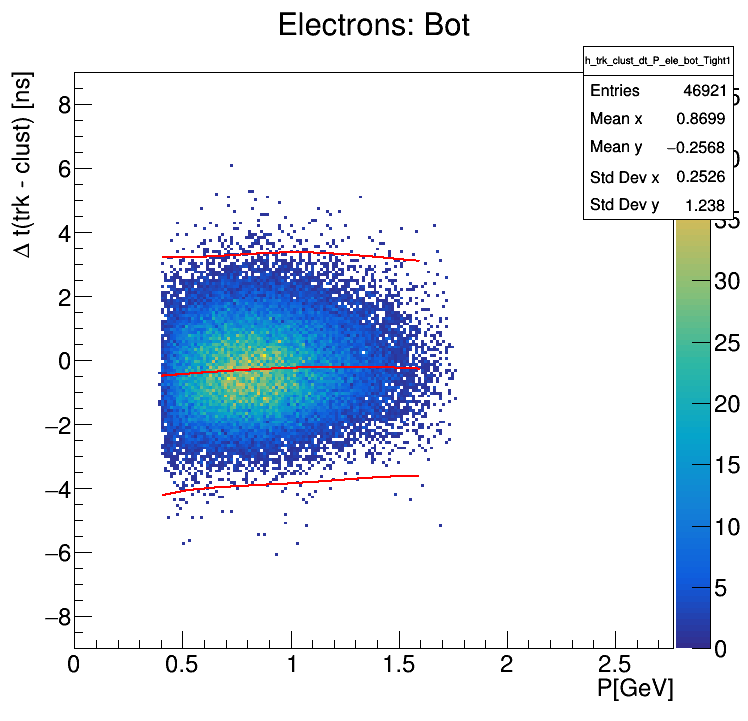 Electrons: Bot
h_trk_clust_dt_P_ele_bot_Tight1
Entries 46921
Mean x 0.8699
Mean y −0.2568
Std Dev x 0.2526
Std Dev y 1.238
Δ t(trk - clust) [ns]
8
6
4
2
0
−2
−4
−6
−8
0 0.5 1 1.5 2 2.5
P[GeV]
35
30
25
20
15
10
5
0